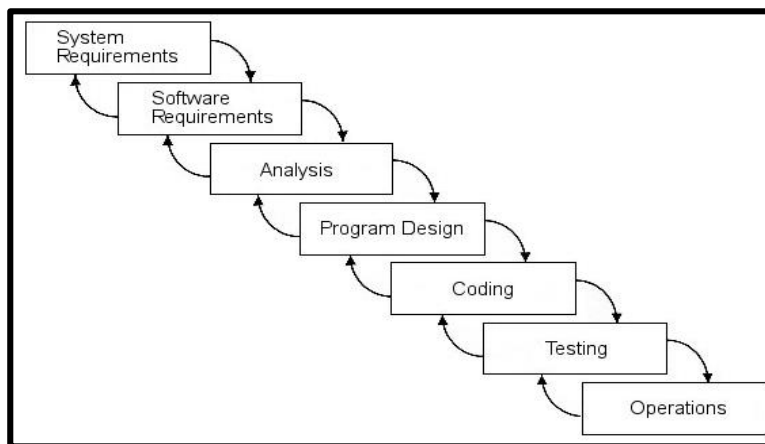 System
Requirements
Software
Requirements
Analysis
Program Design
Coding
Testing
Operations